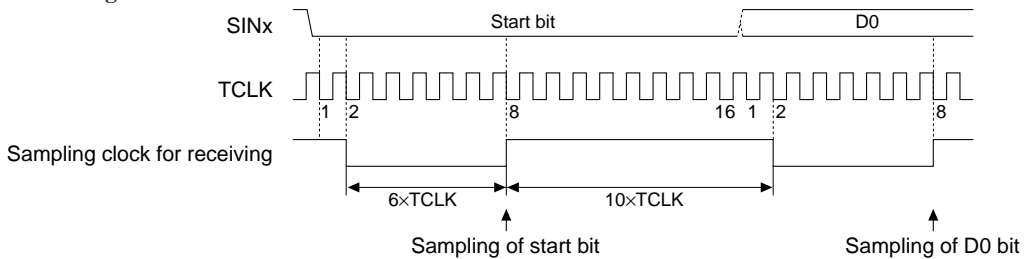 SINx Start bit D0
TCLK
1 2 8 16 1 2 8
Sampling clock for receiving
6×TCLK 10×TCLK
Sampling of start bit Sampling of D0 bit